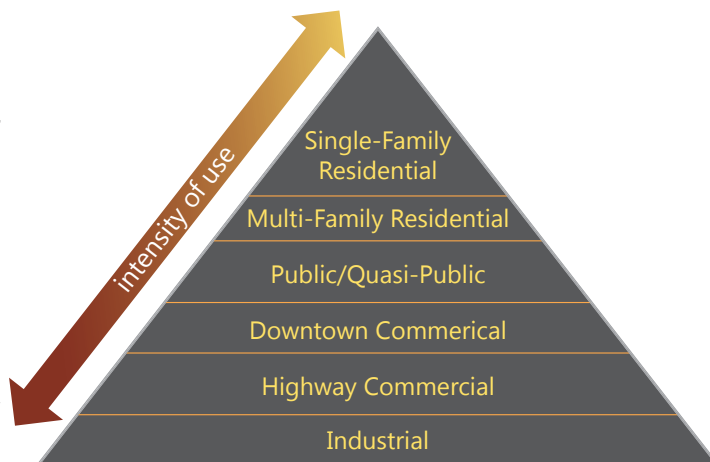 intensity of use
Single-Family
Residential
Multi-Family Residential
Public/Quasi-Public
Downtown Commerical
Highway Commercial
Industrial